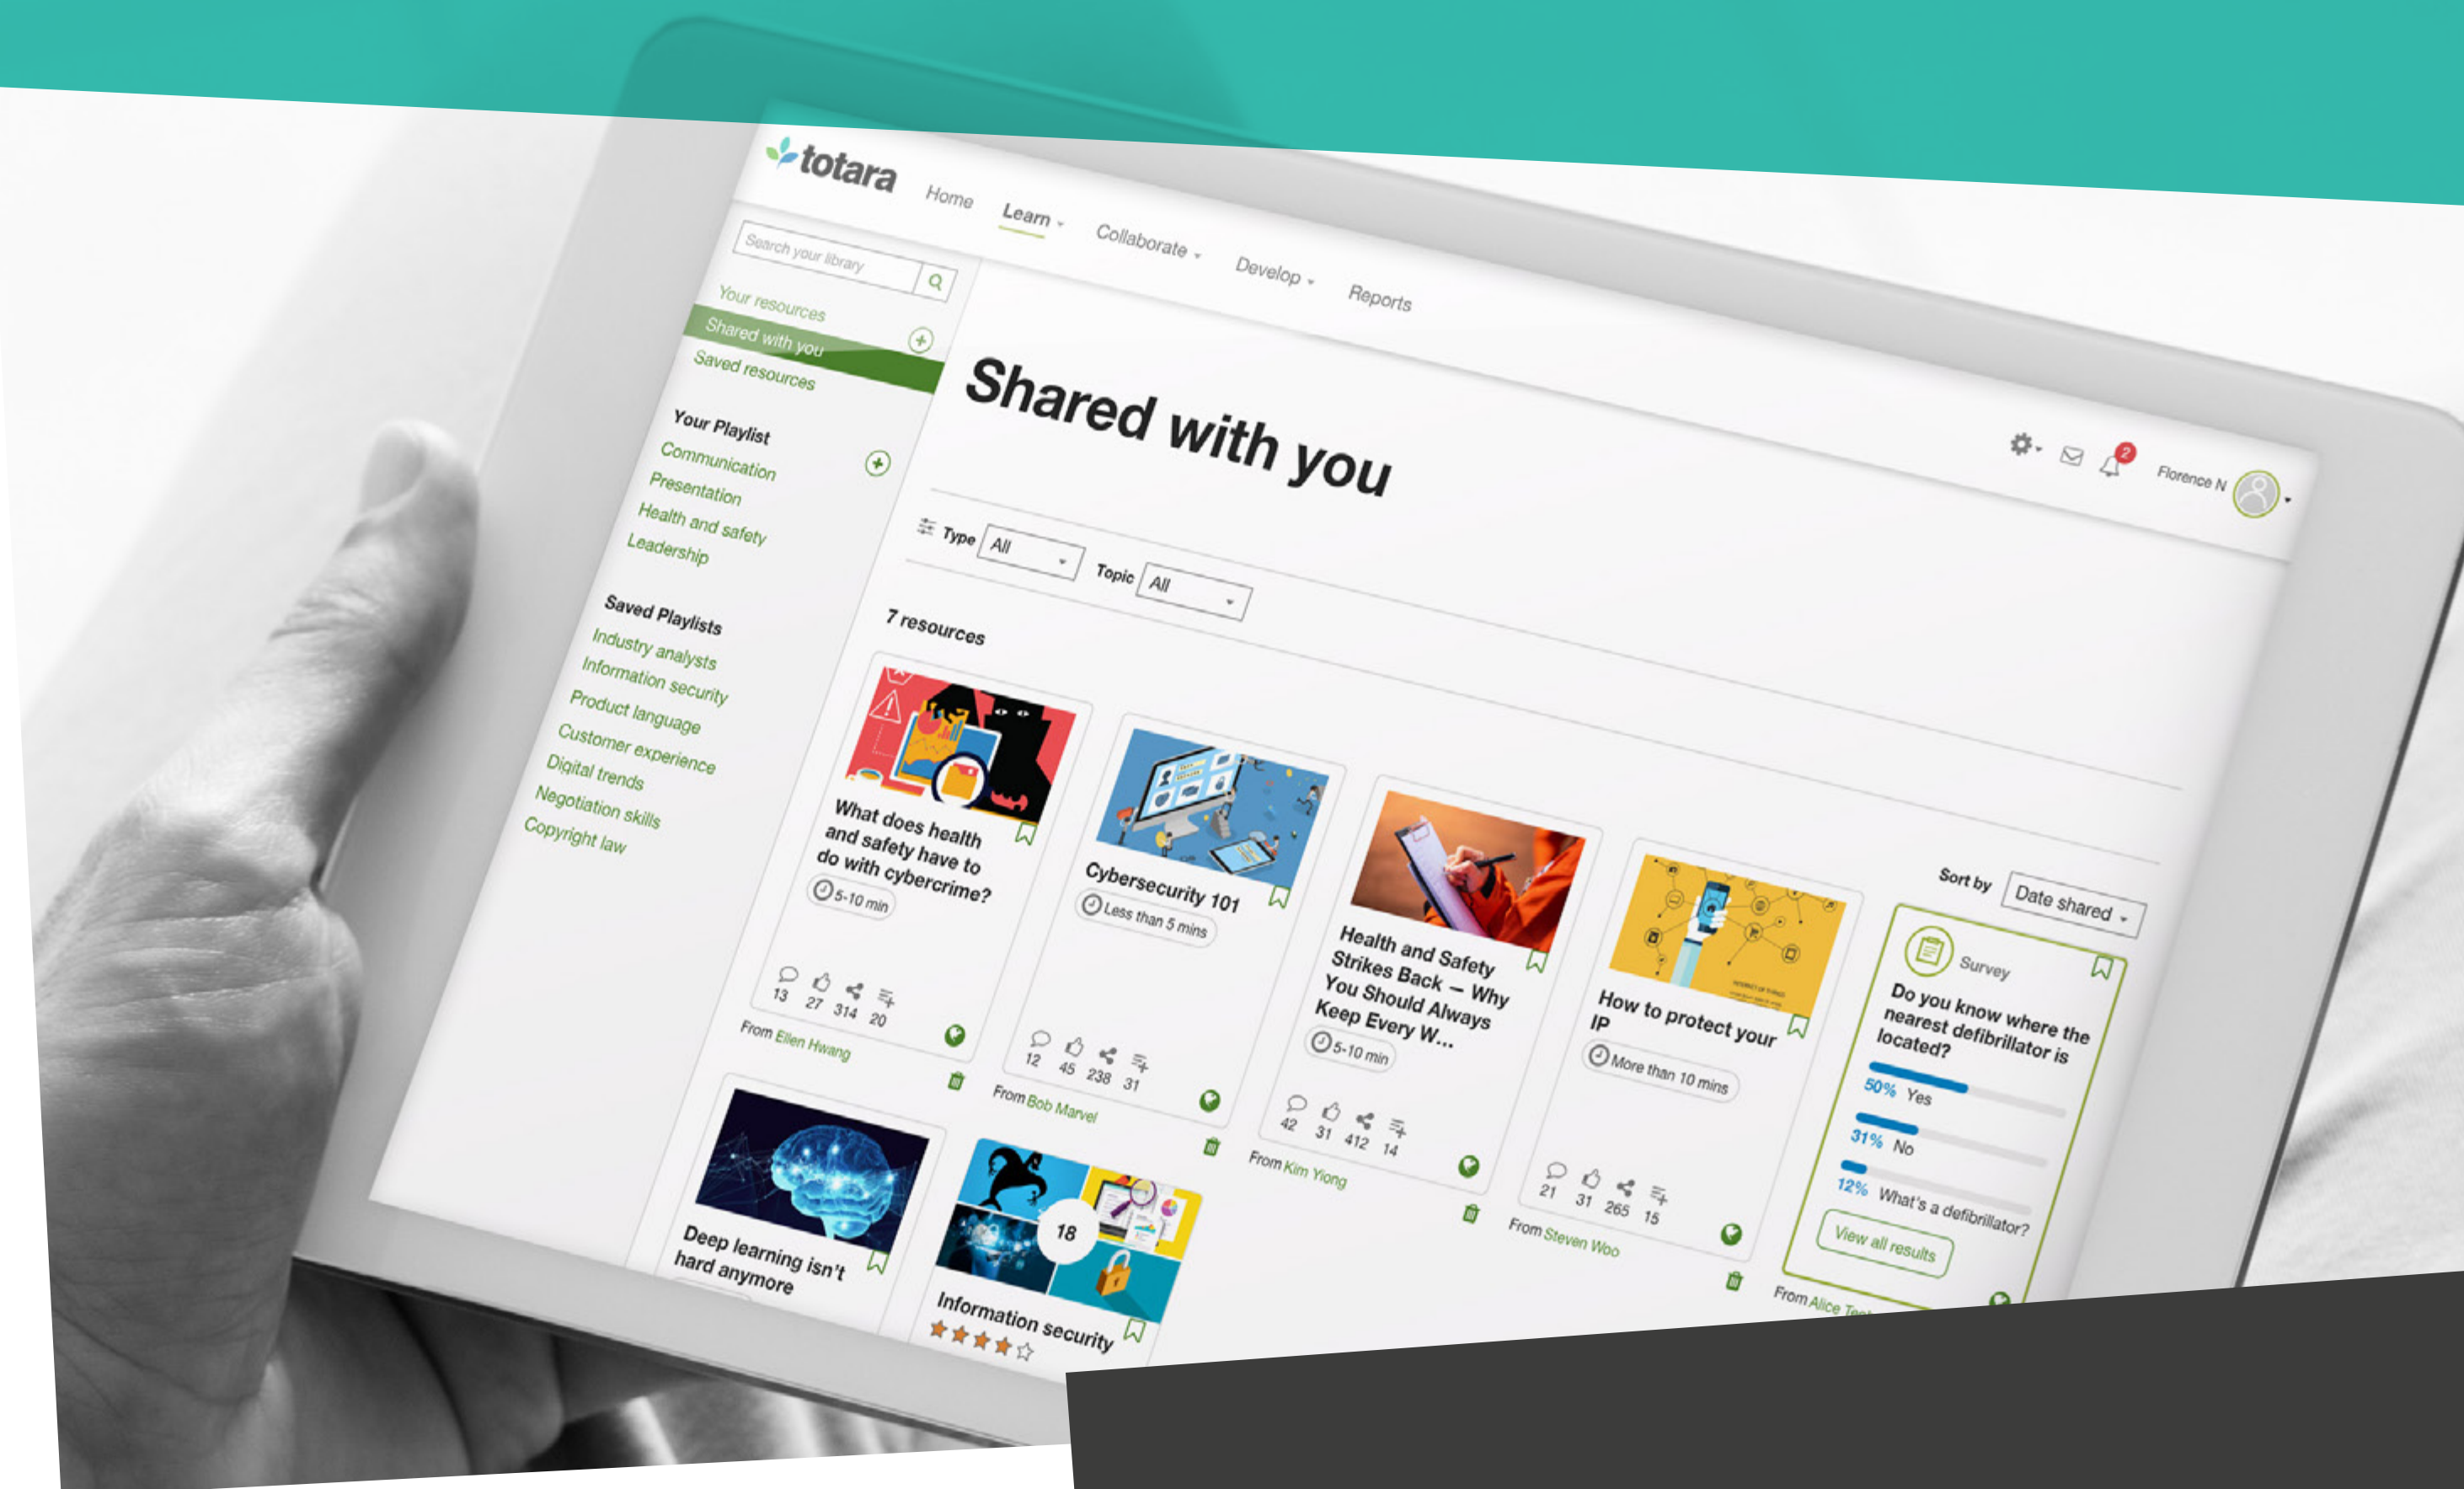 totara
Home
Learn
Collaborate
Develop
Reports
2
Florence N
Search your library
Your resources
Shared with you
Saved resources
Your Playlist
Communication
Presentation
Health and safety
Leadership
Saved Playlists
Industry analysts
Information security
Product language
Customer experience
Digital trends
Negotiation skills
Copyright law
Shared with you
Type All
Topic All
7 resources
Sort by Date shared
What does health
and safety have to
do with cybercrime?
5-10 min
13 27 314 20
From Ellen Hwang
Cybersecurity 101
Less than 5 mins
12 45 238 31
From Bob Marvel
Health and Safety
Strikes Back – Why
You Should Always
Keep Every W...
5-10 min
42 31 412 14
From Kim Yiong
INTERNET OF THINGS
How to protect your
IP
More than 10 mins
21 31 265 15
From Steven Woo
Survey
Do you know where the
nearest defibrillator is
located?
50% Yes
31% No
12% What's a defibrillator?
View all results
From Alice
Deep learning isn't
hard anymore
18
Information security